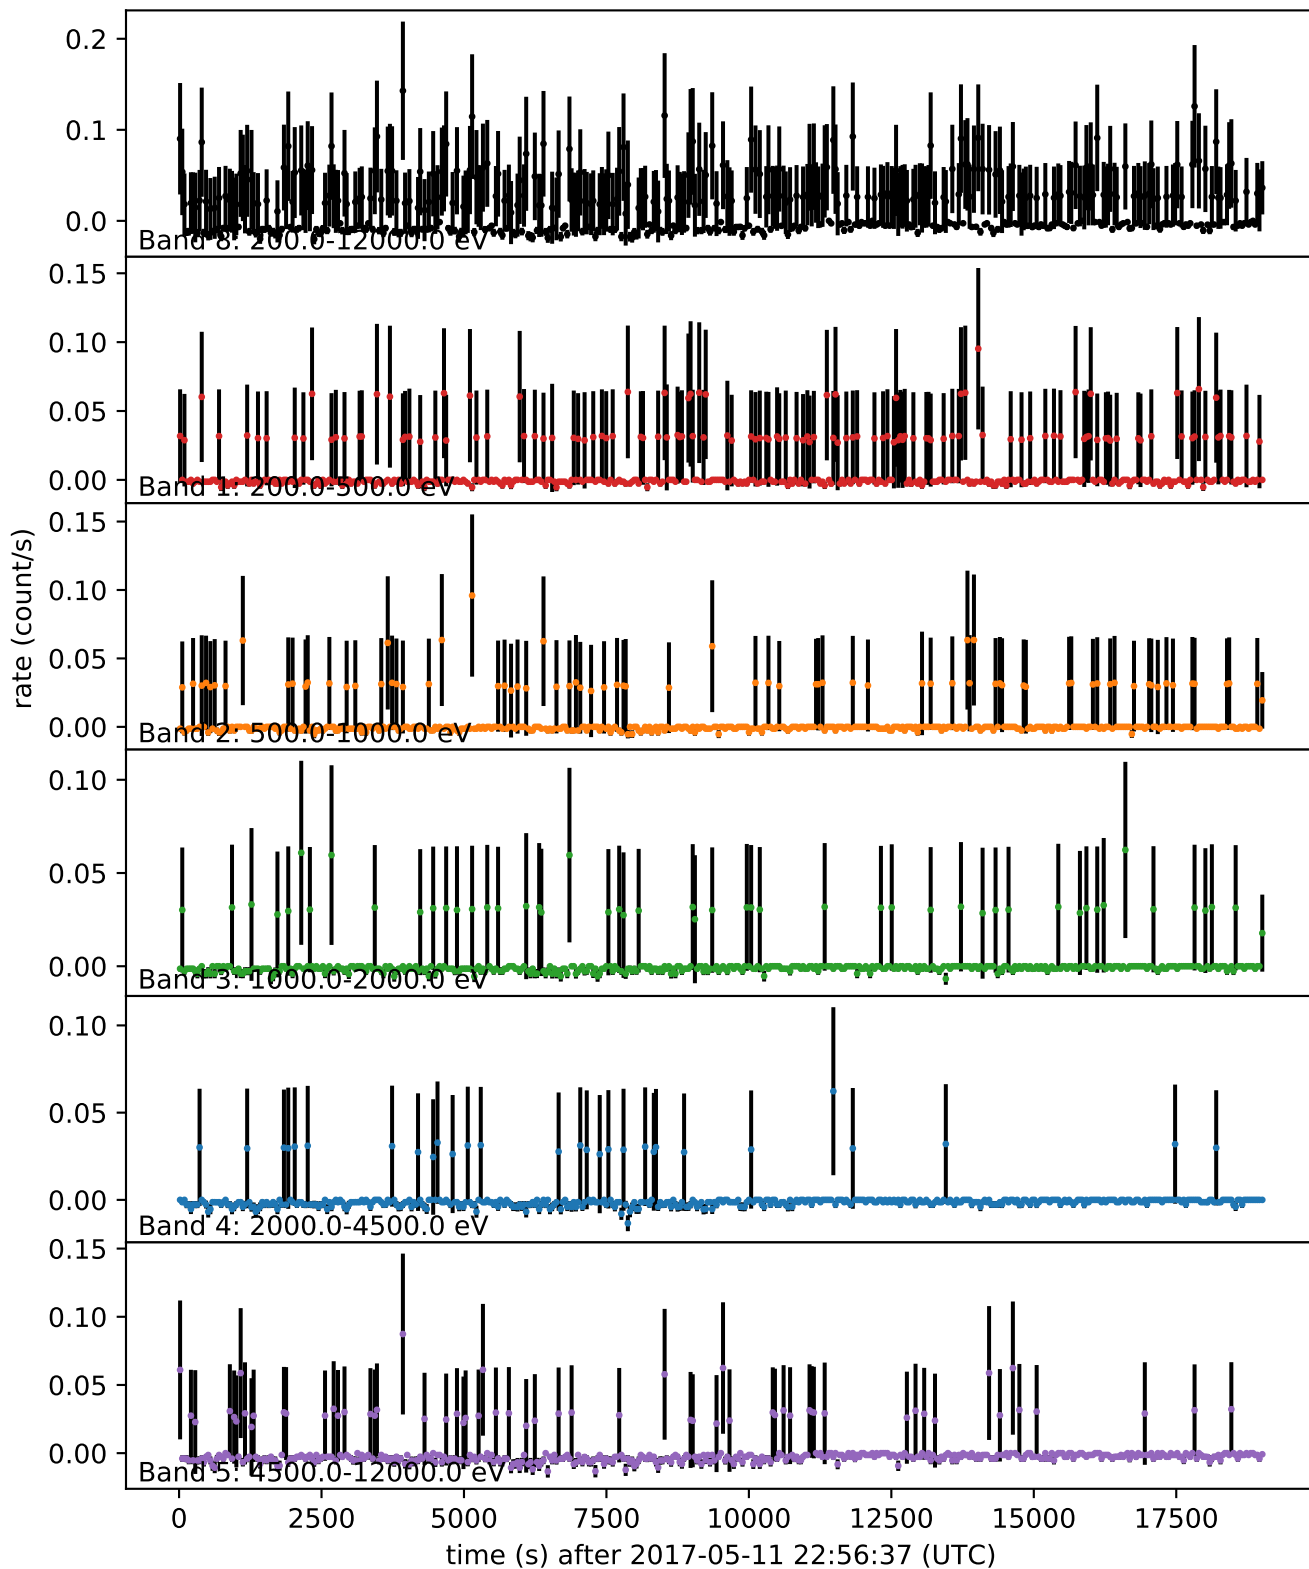 0.2
0.1
0.0
Band 8: 200.0-12000.0 eV
0.15
0.10
0.05
0.00
Band 1: 200.0-500.0 eV
0.15
0.10
0.05
0.00
Band 2: 500.0-1000.0 eV
rate (count/s)
0.10
0.05
0.00
Band 3: 1000.0-2000.0 eV
0.10
0.05
0.00
Band 4: 2000.0-4500.0 eV
0.15
0.10
0.05
0.00
Band 5: 4500.0-12000.0 eV
0 2500 5000 7500 10000 12500 15000 17500
time (s) after 2017-05-11 22:56:37 (UTC)